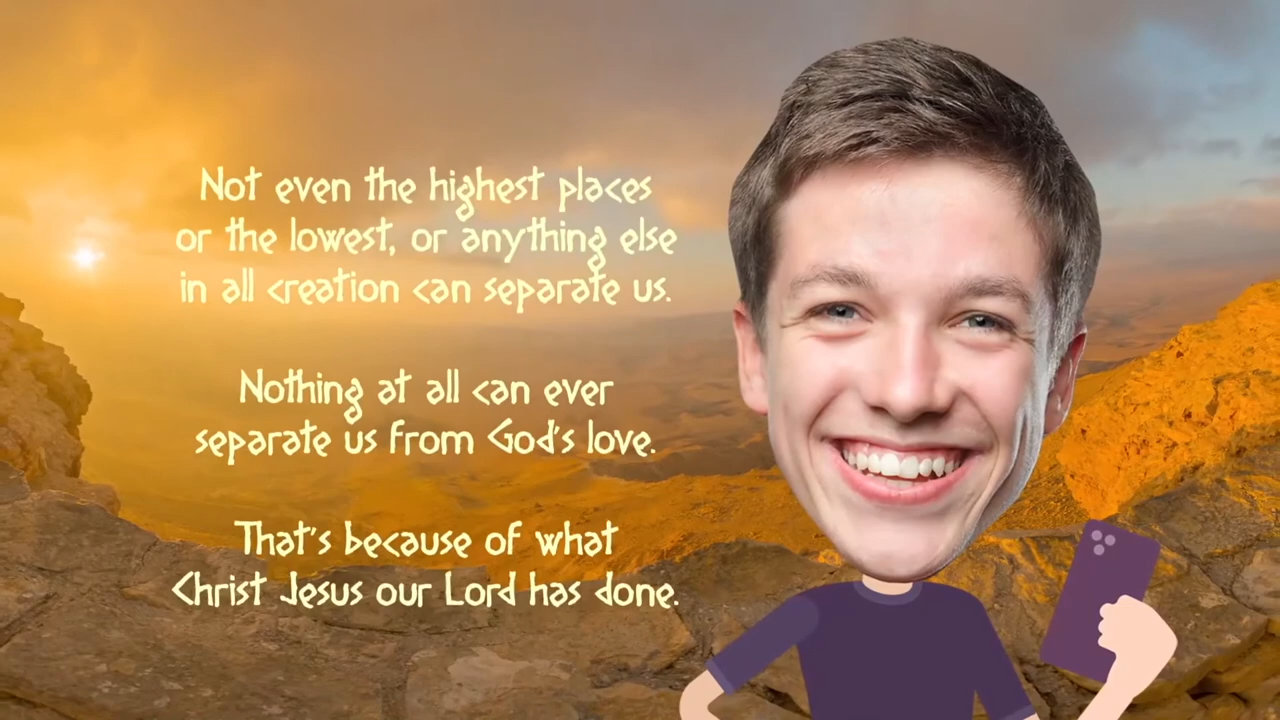 Not even the highest places
or the lowest, or anything else
in all creation can separate us.
Nothing at all can ever
separate us from God's love.
That's because of what
Christ Jesus our Lord has done.